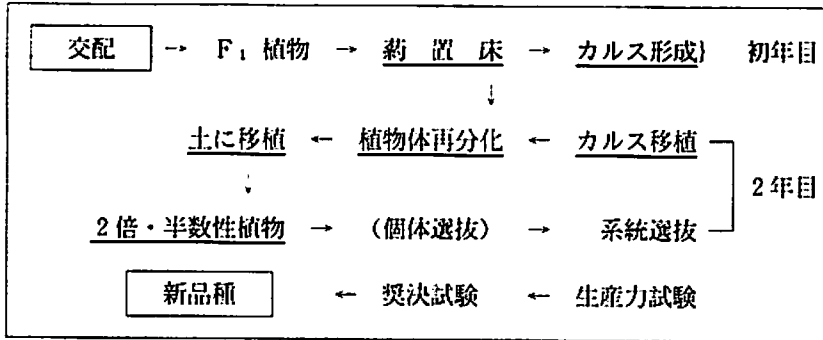 交配 → F₁ 植物 → 葯 置 床 → カルス形成} 初年目
↓
土に移植 ← 植物体再分化 ← カルス移植
↓ 2年目
2倍・半数性植物 → (個体選抜) → 系統選抜
新品種 ← 奨決試験 ← 生産力試験